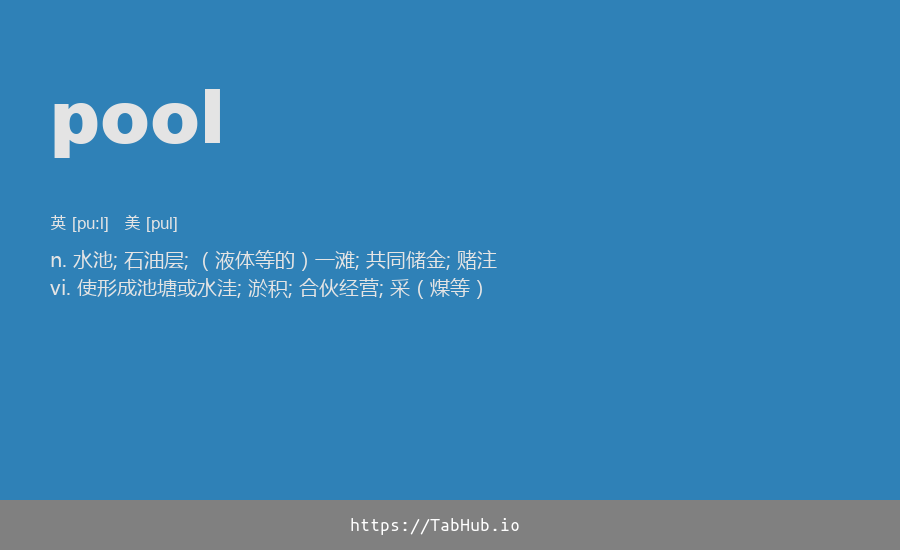 pool
英 [pu:l] 美 [pul]
n. 水池; 石油层; （液体等的）一滩; 共同储金; 赌注
vi. 使形成池塘或水洼; 淤积; 合伙经营; 采（煤等）
https://TabHub.io